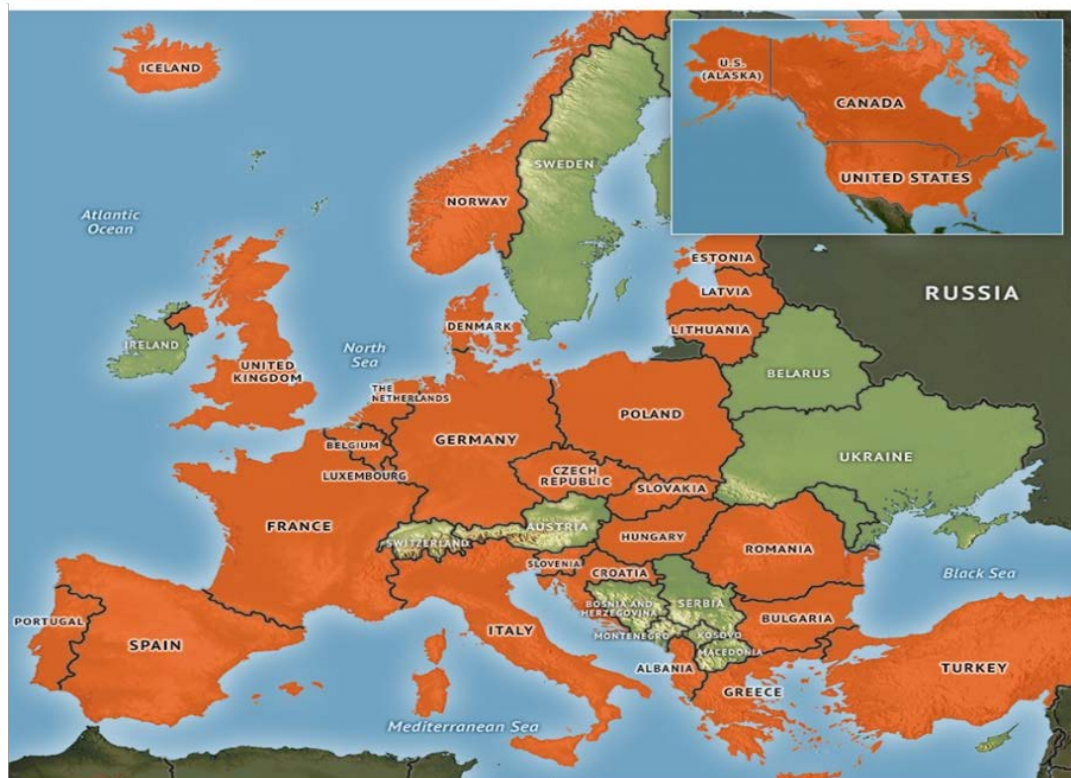 ICELAND
U.S.
(ALASKA)
CANADA
UNITED STATES
SWEDEN
NORWAY
Atlantic
Ocean
ESTONIA
LATVIA
RUSSIA
LITHUANIA
DENMARK
IRELAND
North
Sea
UNITED
KINGDOM
BELARUS
THE
NETHERLANDS
POLAND
GERMANY
BELGIUM
UKRAINE
LUXEMBOURG
CZECH
REPUBLIC
SLOVAKIA
FRANCE
AUSTRIA
SWITZERLAND
HUNGARY
ROMANIA
SLOVENIA
CROATIA
Black Sea
BOSNIA AND
HERZEGOVINA
SERBIA
PORTUGAL
SPAIN
ITALY
BULGARIA
MONTENEGRO
KOSOVO
MACEDONIA
ALBANIA
TURKEY
GREECE
Mediterranean Sea